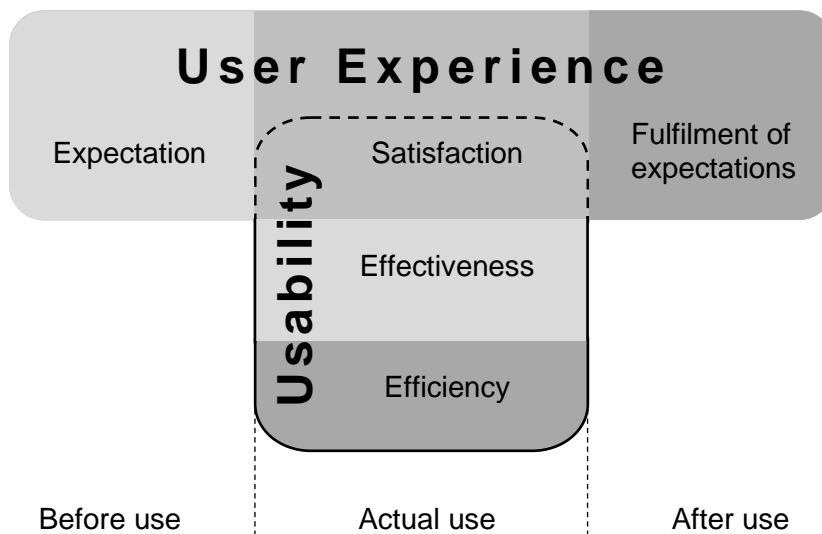 User Experience
Expectation
Satisfaction
Fulfilment of
expectations
Usability
Effectiveness
Efficiency
Before use
Actual use
After use